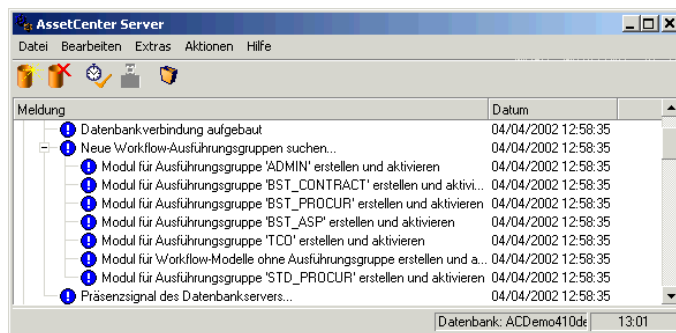 AssetCenter Server
Datei Bearbeiten Extras Aktionen Hilfe
Meldung Datum
Datenbankverbindung aufgebaut 04/04/2002 12:58:35
Neue Workflow-Ausführungsgruppen suchen... 04/04/2002 12:58:35
Modul für Ausführungsgruppe 'ADMIN' erstellen und aktivieren 04/04/2002 12:58:35
Modul für Ausführungsgruppe 'BST_CONTRACT' erstellen und aktivi... 04/04/2002 12:58:35
Modul für Ausführungsgruppe 'BST_PROCUR' erstellen und aktivieren 04/04/2002 12:58:35
Modul für Ausführungsgruppe 'BST_ASP' erstellen und aktivieren 04/04/2002 12:58:35
Modul für Ausführungsgruppe 'TCO' erstellen und aktivieren 04/04/2002 12:58:35
Modul für Workflow-Modelle ohne Ausführungsgruppe erstellen und a... 04/04/2002 12:58:35
Modul für Ausführungsgruppe 'STD_PROCUR' erstellen und aktivieren 04/04/2002 12:58:35
Präsenzsignal des Datenbankservers... 04/04/2002 12:58:35
Datenbank: ACDemo410de 13:01